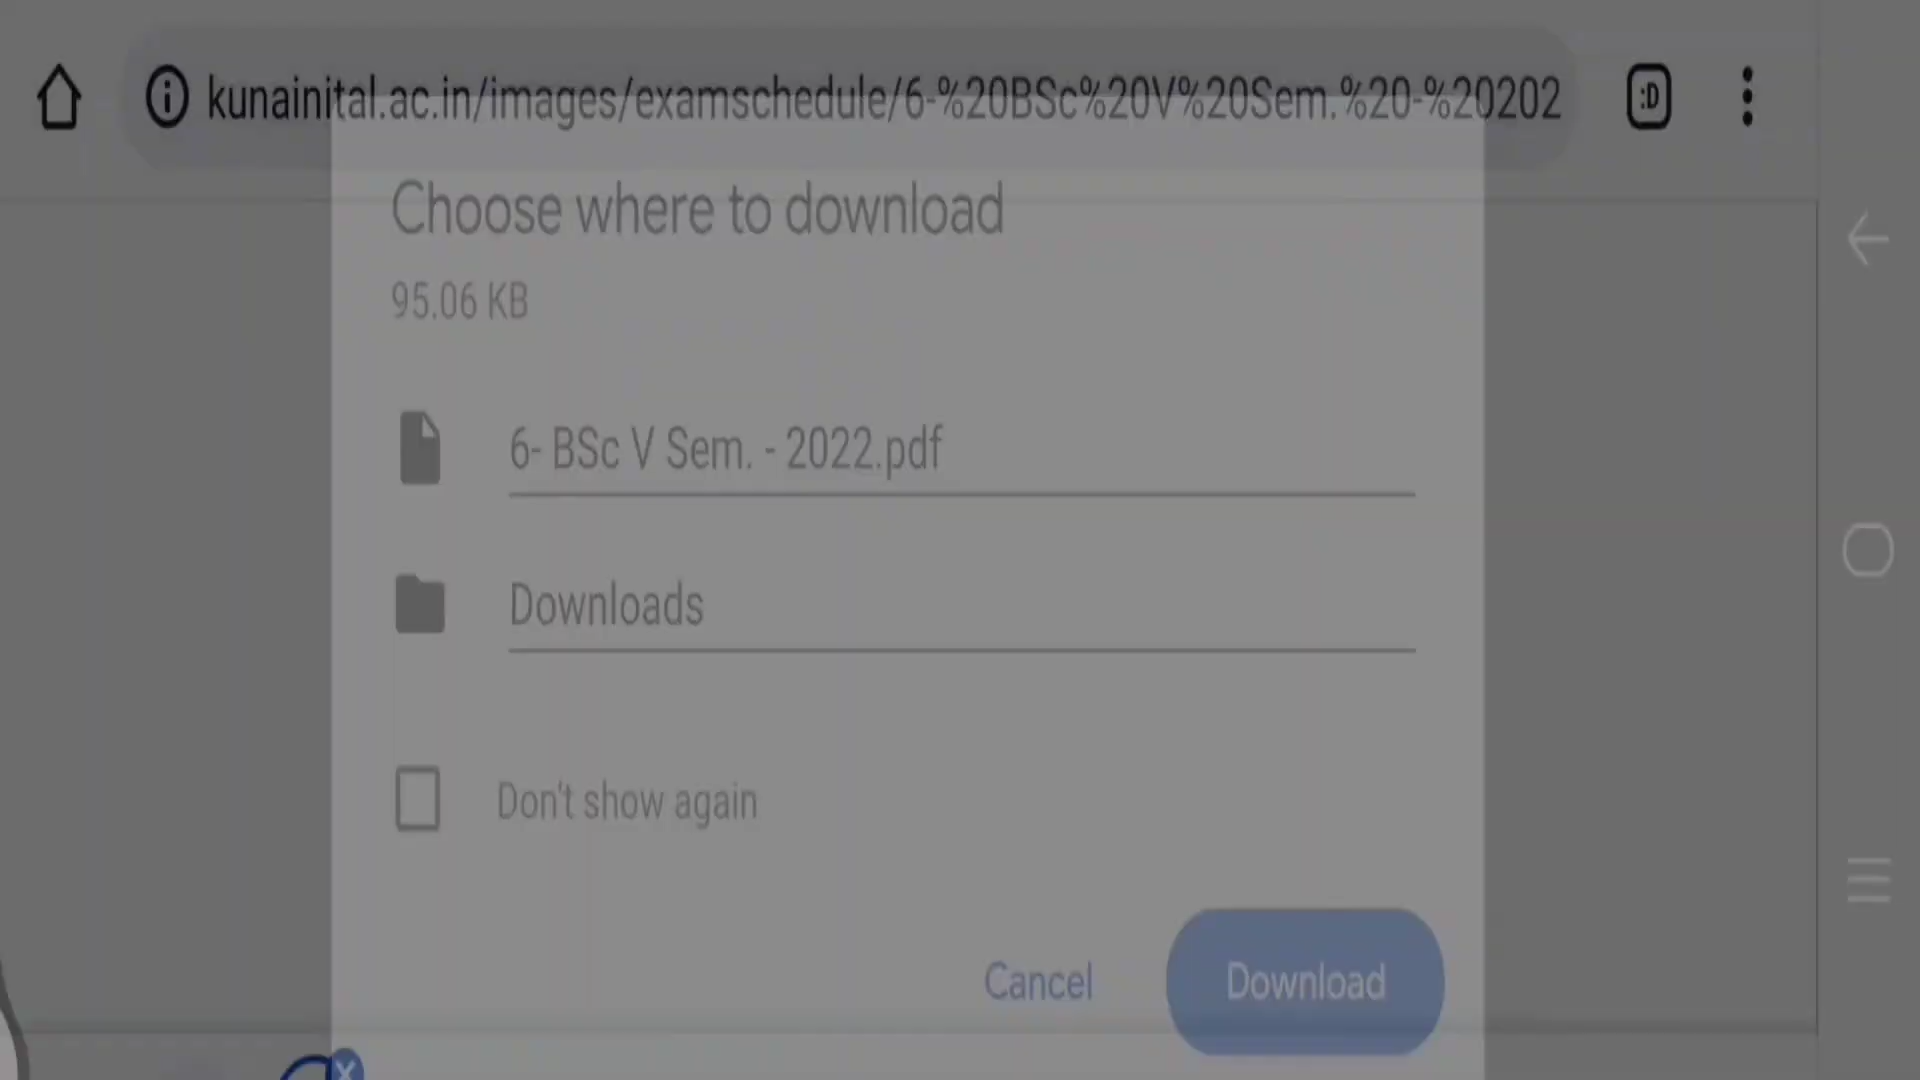 kunainital.ac.in/images/examschedule/6-%20BSc%20V%20Sem.%20-%20202
:D
Choose where to download
95.06 KB
6- BSc V Sem. - 2022.pdf
Downloads
Don't show again
Cancel
Download